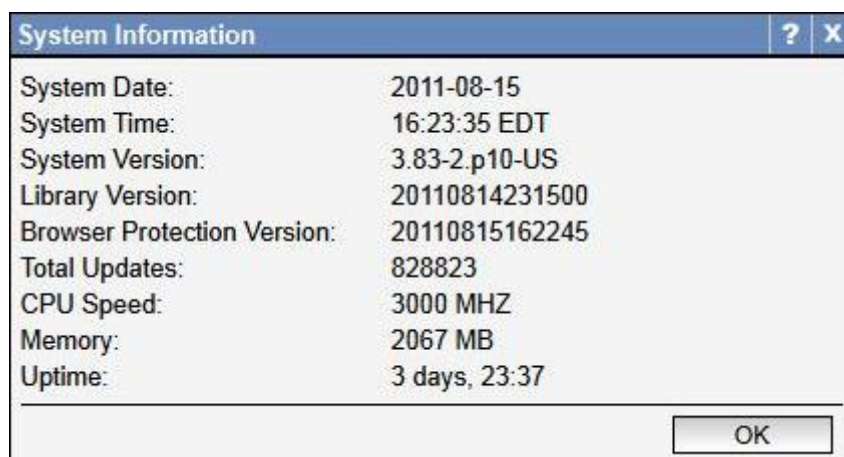 System Information ? X
System Date: 2011-08-15
System Time: 16:23:35 EDT
System Version: 3.83-2.p10-US
Library Version: 20110814231500
Browser Protection Version: 20110815162245
Total Updates: 828823
CPU Speed: 3000 MHZ
Memory: 2067 MB
Uptime: 3 days, 23:37
OK